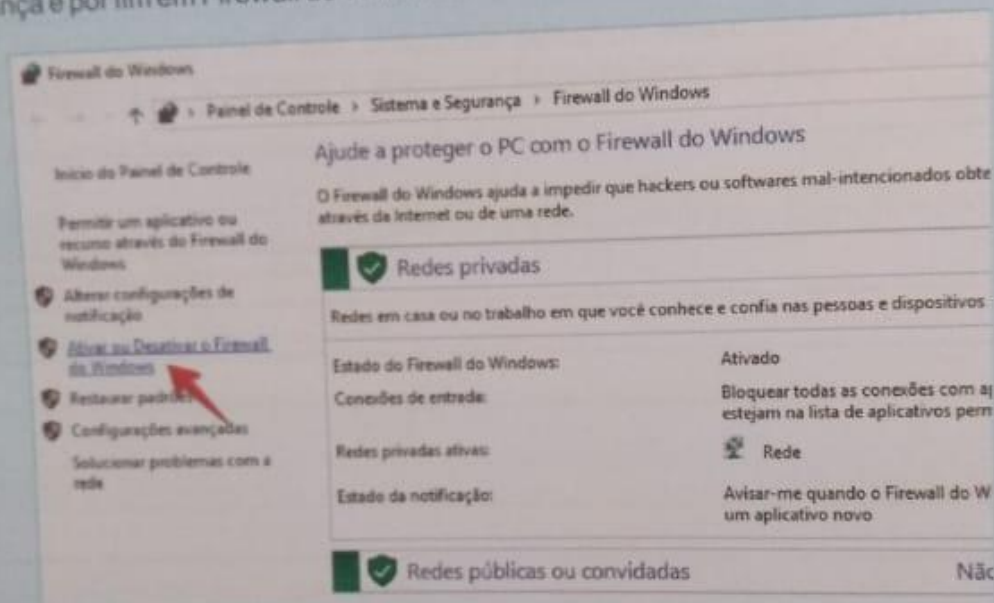 nça e por fim em Firewall do
Firewall do Windows
Painel de Controle > Sistema e Segurança > Firewall do Windows
Início do Painel de Controle
Permitir um aplicativo ou
recurso através do Firewall do
Windows
Alterar configurações de
notificação
Ativar ou Desativar o Firewall
do Windows
Restaurar padrões
Configurações avançadas
Solucionar problemas com a
rede
Ajude a proteger o PC com o Firewall do Windows
O Firewall do Windows ajuda a impedir que hackers ou softwares mal-intencionados obte
através da Internet ou de uma rede.
Redes privadas
Redes em casa ou no trabalho em que você conhece e confia nas pessoas e dispositivos
Estado do Firewall do Windows: Ativado
Conexões de entrada: Bloquear todas as conexões com a
estejam na lista de aplicativos perm
Redes privadas ativas: Rede
Estado da notificação: Avisar-me quando o Firewall do W
um aplicativo novo
Redes públicas ou convidadas Não